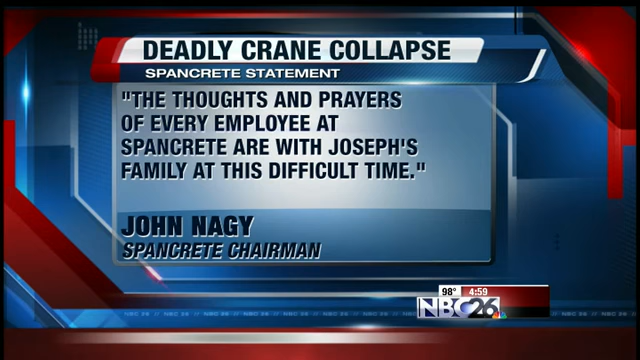 DEADLY CRANE COLLAPSE
SPANCRETE STATEMENT
"THE THOUGHTS AND PRAYERS
OF EVERY EMPLOYEE AT
SPANCRETE ARE WITH JOSEPH'S
FAMILY AT THIS DIFFICULT TIME."
JOHN NAGY
SPANCRETE CHAIRMAN
98° 4:59
NBC26